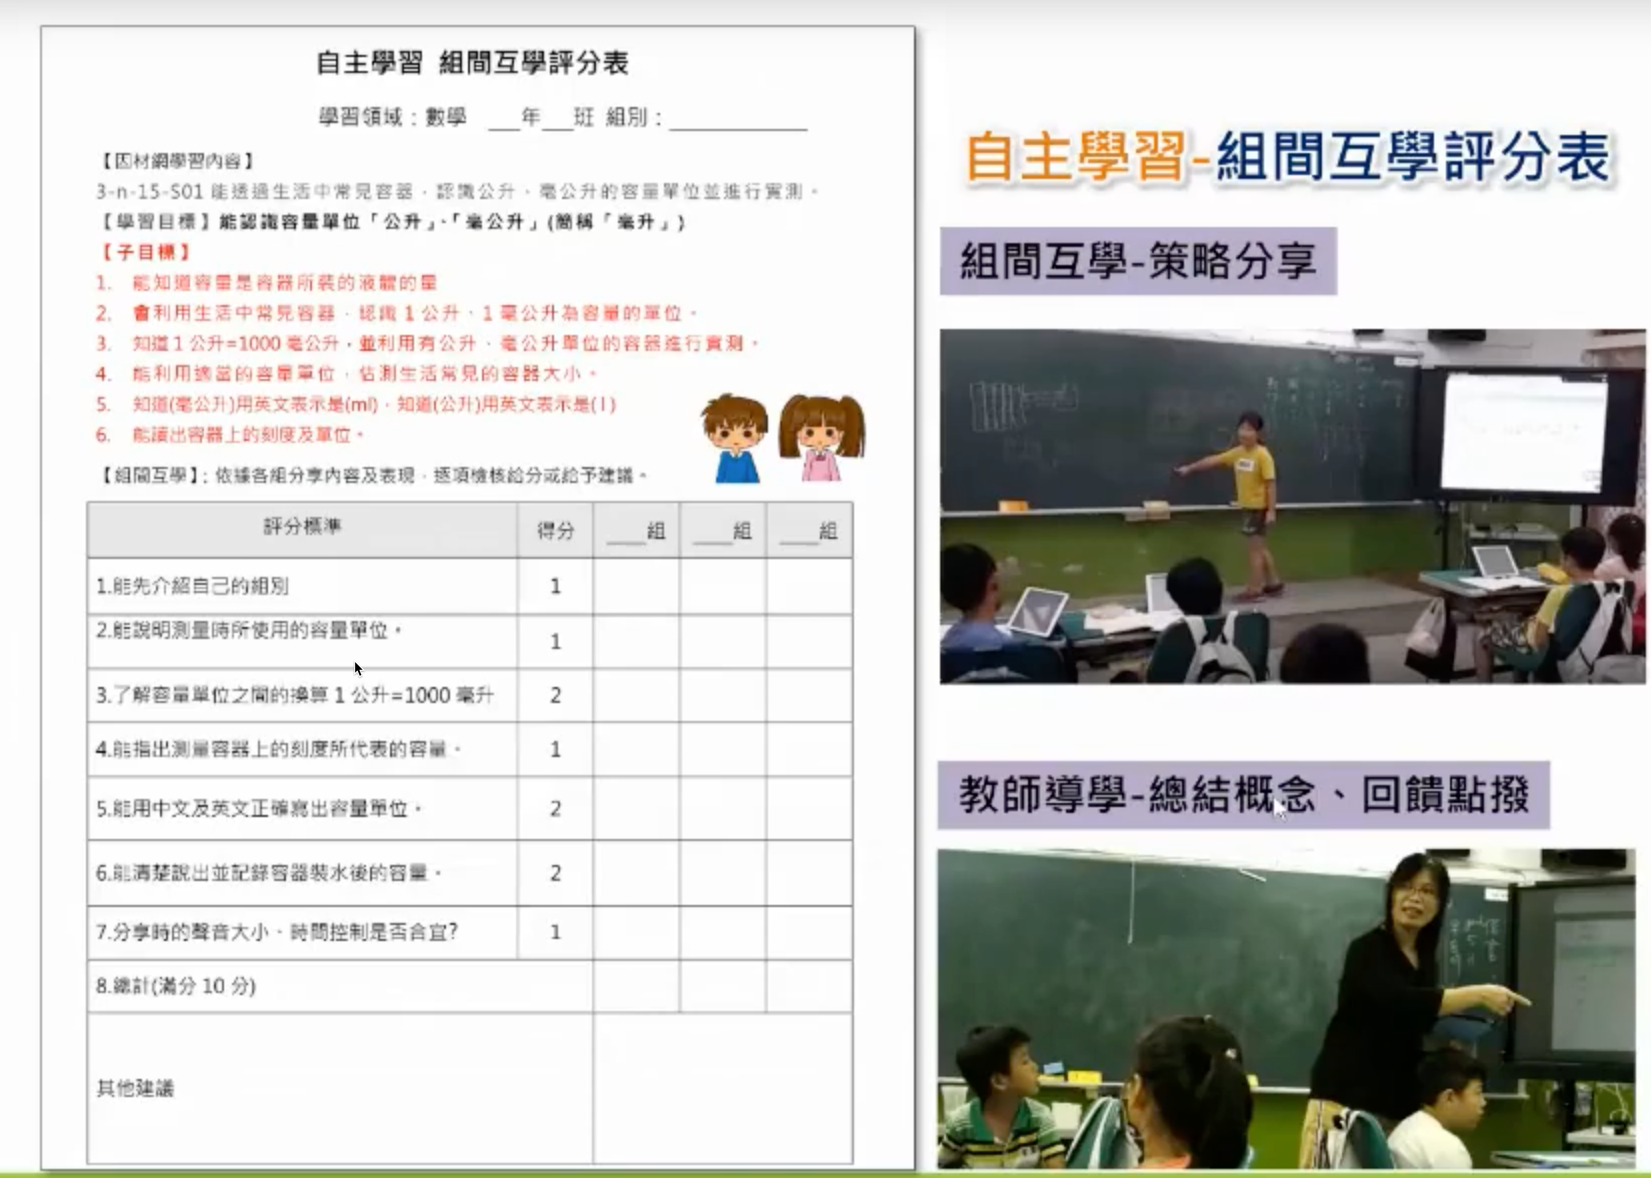 自主學習 組間互學評分表
學習領域：數學 ___年___班 組別：___________
【因材網學習內容】
3-n-15-S01 能透過生活中常見容器，認識公升、毫公升的容量單位並進行實測。
【學習目標】能認識容量單位「公升」、「毫公升」(簡稱「毫升」)
【子目標】
1. 能知道容量是容器所裝的液體的量
2. 會利用生活中常見容器，認識1公升、1毫公升為容量的單位。
3. 知道1公升=1000毫公升，並利用有公升、毫公升單位的容器進行實測。
4. 能利用適當的容量單位，估測生活常見的容器大小。
5. 知道(毫公升)用英文表示是(ml)，知道(公升)用英文表示是(l)
6. 能讀出容器上的刻度及單位。
【組間互學】：依據各組分享內容及表現，逐項檢核給分或給予建議。
評分標準 得分 ___組 ___組 ___組
1.能先介紹自己的組別 1
2.能說明測量時所使用的容量單位。 1
3.了解容量單位之間的換算1公升=1000毫升 2
4.能指出測量容器上的刻度所代表的容量。 1
5.能用中文及英文正確寫出容量單位。 2
6.能清楚說出並記錄容器裝水後的容量。 2
7.分享時的聲音大小、時間控制是否合宜? 1
8.總計(滿分10分)
其他建議
自主學習-組間互學評分表
組間互學-策略分享
教師導學-總結概念、回饋點撥